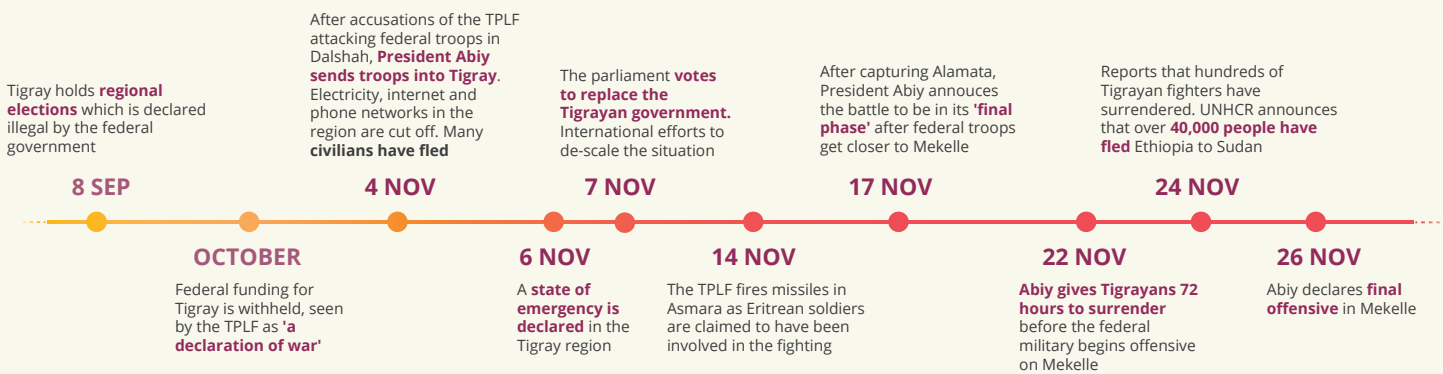 Tigray holds regional
elections which is declared
illegal by the federal
government
8 SEP
OCTOBER
Federal funding for
Tigray is withheld, seen
by the TPLF as 'a
declaration of war'
After accusations of the TPLF
attacking federal troops in
Dalshah, President Abiy
sends troops into Tigray.
Electricity, internet and
phone networks in the
region are cut off. Many
civilians have fled
4 NOV
6 NOV
A state of
emergency is
declared in the
Tigray region
The parliament votes
to replace the
Tigrayan government.
International efforts to
de-scale the situation
7 NOV
14 NOV
The TPLF fires missiles in
Asmara as Eritrean soldiers
are claimed to have been
involved in the fighting
After capturing Alamata,
President Abiy annouces
the battle to be in its 'final
phase' after federal troops
get closer to Mekelle
17 NOV
22 NOV
Abiy gives Tigrayans 72
hours to surrender
before the federal
military begins offensive
on Mekelle
Reports that hundreds of
Tigrayan fighters have
surrendered. UNHCR announces
that over 40,000 people have
fled Ethiopia to Sudan
24 NOV
26 NOV
Abiy declares final
offensive in Mekelle